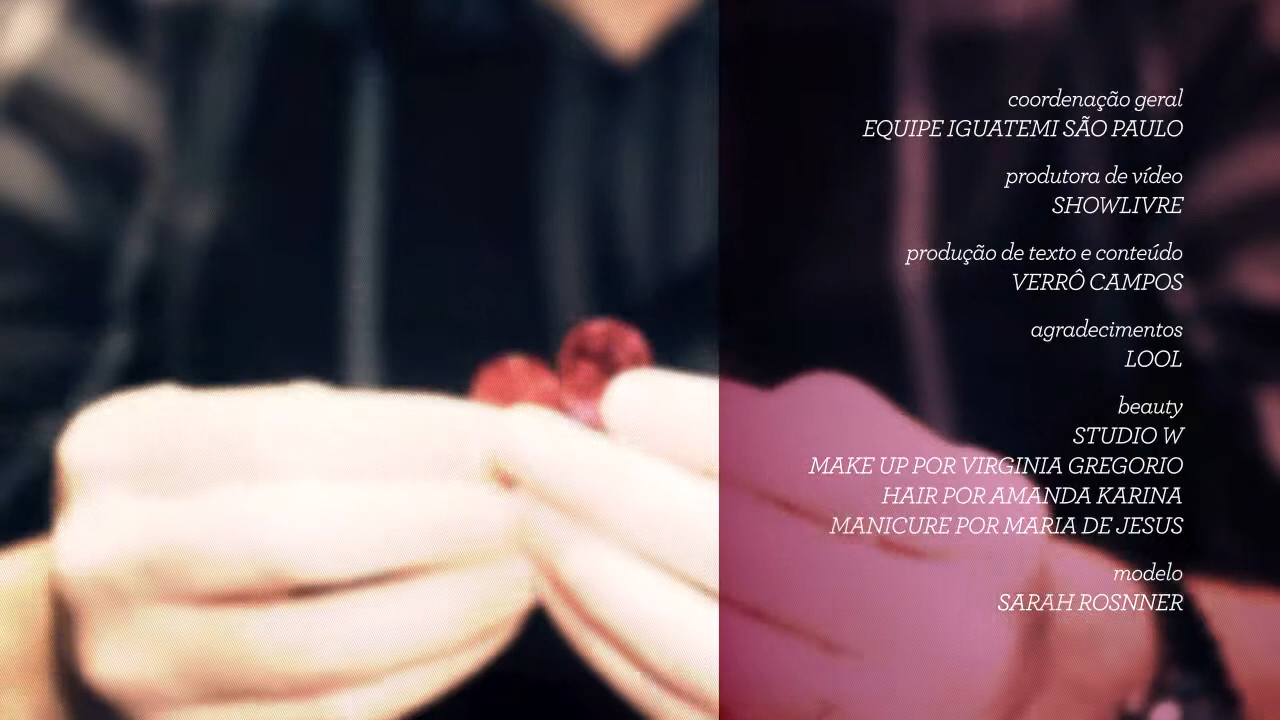 coordenação geral
EQUIPE IGUATEMI SÃO PAULO
produtora de vídeo
SHOWLIVRE
produção de texto e conteúdo
VERRÔ CAMPOS
agradecimentos
LOOL
beauty
STUDIO W
MAKE UP POR VIRGINIA GREGORIO
HAIR POR AMANDA KARINA
MANICURE POR MARIA DE JESUS
modelo
SARAH ROSNNER